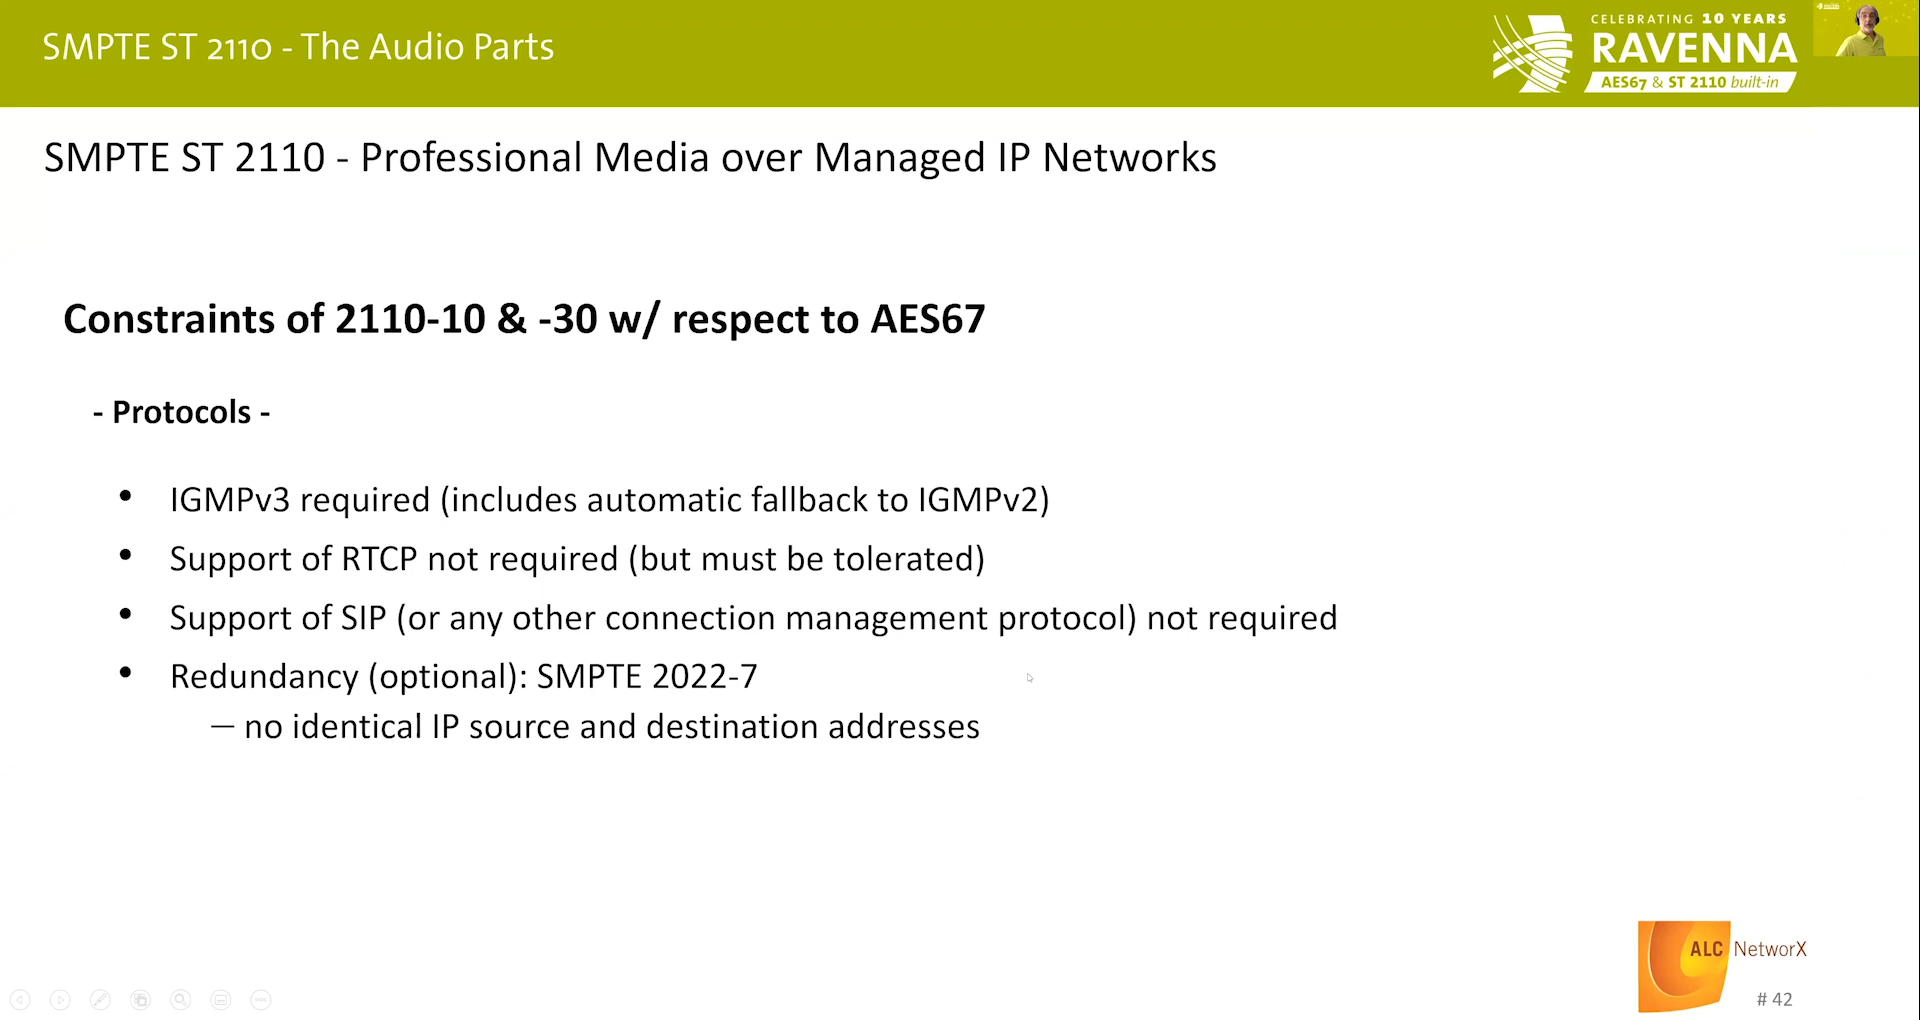 SMPTE ST 2110 - The Audio Parts
CELEBRATING 10 YEARS
RAVENNA
AES67 & ST 2110 built-in
SMPTE ST 2110 - Professional Media over Managed IP Networks
Constraints of 2110-10 & -30 w/ respect to AES67
- Protocols -
• IGMPv3 required (includes automatic fallback to IGMPv2)
• Support of RTCP not required (but must be tolerated)
• Support of SIP (or any other connection management protocol) not required
• Redundancy (optional): SMPTE 2022-7
– no identical IP source and destination addresses
ALC NetworX
# 42